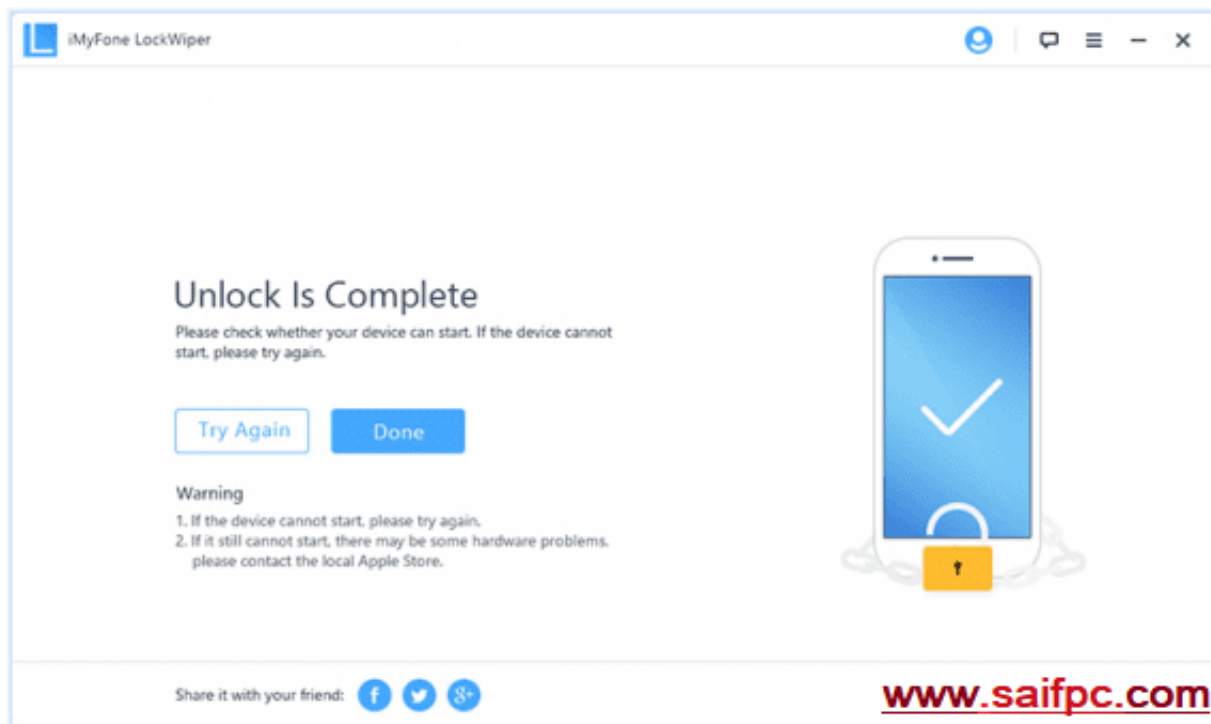 iMyFone LockWiper
Unlock Is Complete
Please check whether your device can start. If the device cannot
start, please try again.
Try Again
Done
Warning
1. If the device cannot start, please try again.
2. If it still cannot start, there may be some hardware problems.
please contact the local Apple Store.
Share it with your friend:
f
8+
www.saifpc.com